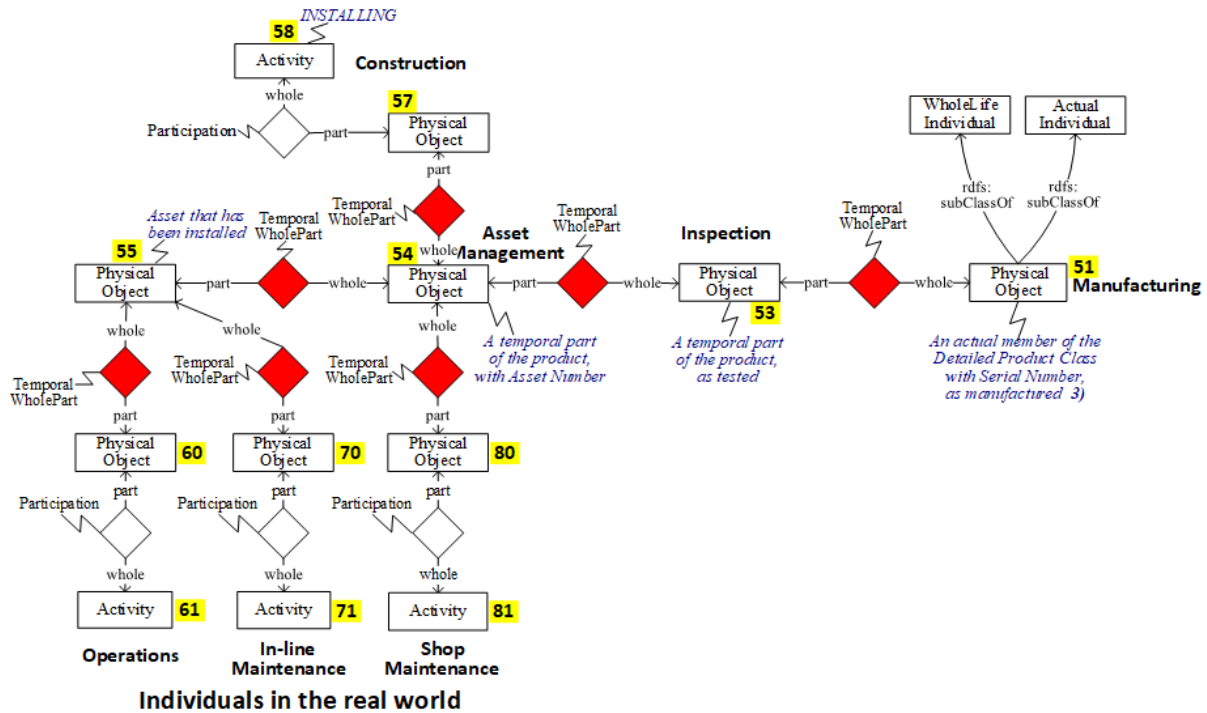 INSTALLING
58
Activity
Construction
whole
57
Participation
part
Physical
Object
WholeLife
Individual
Actual
Individual
part
rdfs:
subClassOf
rdfs:
subClassOf
Temporal
WholePart
Asset that has
been installed
Temporal
WholePart
Temporal
WholePart
Temporal
WholePart
55
54
whole
Asset
Management
Inspection
51
Manufacturing
Physical
Object
part
whole
Physical
Object
part
whole
Physical
Object
53
part
whole
Physical
Object
whole
whole
whole
A temporal part
of the product,
with Asset Number
A temporal part
of the product,
as tested
An actual member of the
Detailed Product Class
with Serial Number,
as manufactured 3)
Temporal
WholePart
Temporal
WholePart
Temporal
WholePart
part
part
part
Physical
Object
60
Physical
Object
70
Physical
Object
80
part
part
part
Participation
Participation
Participation
whole
whole
whole
Activity
61
Activity
71
Activity
81
Operations
In-line
Maintenance
Shop
Maintenance
Individuals in the real world